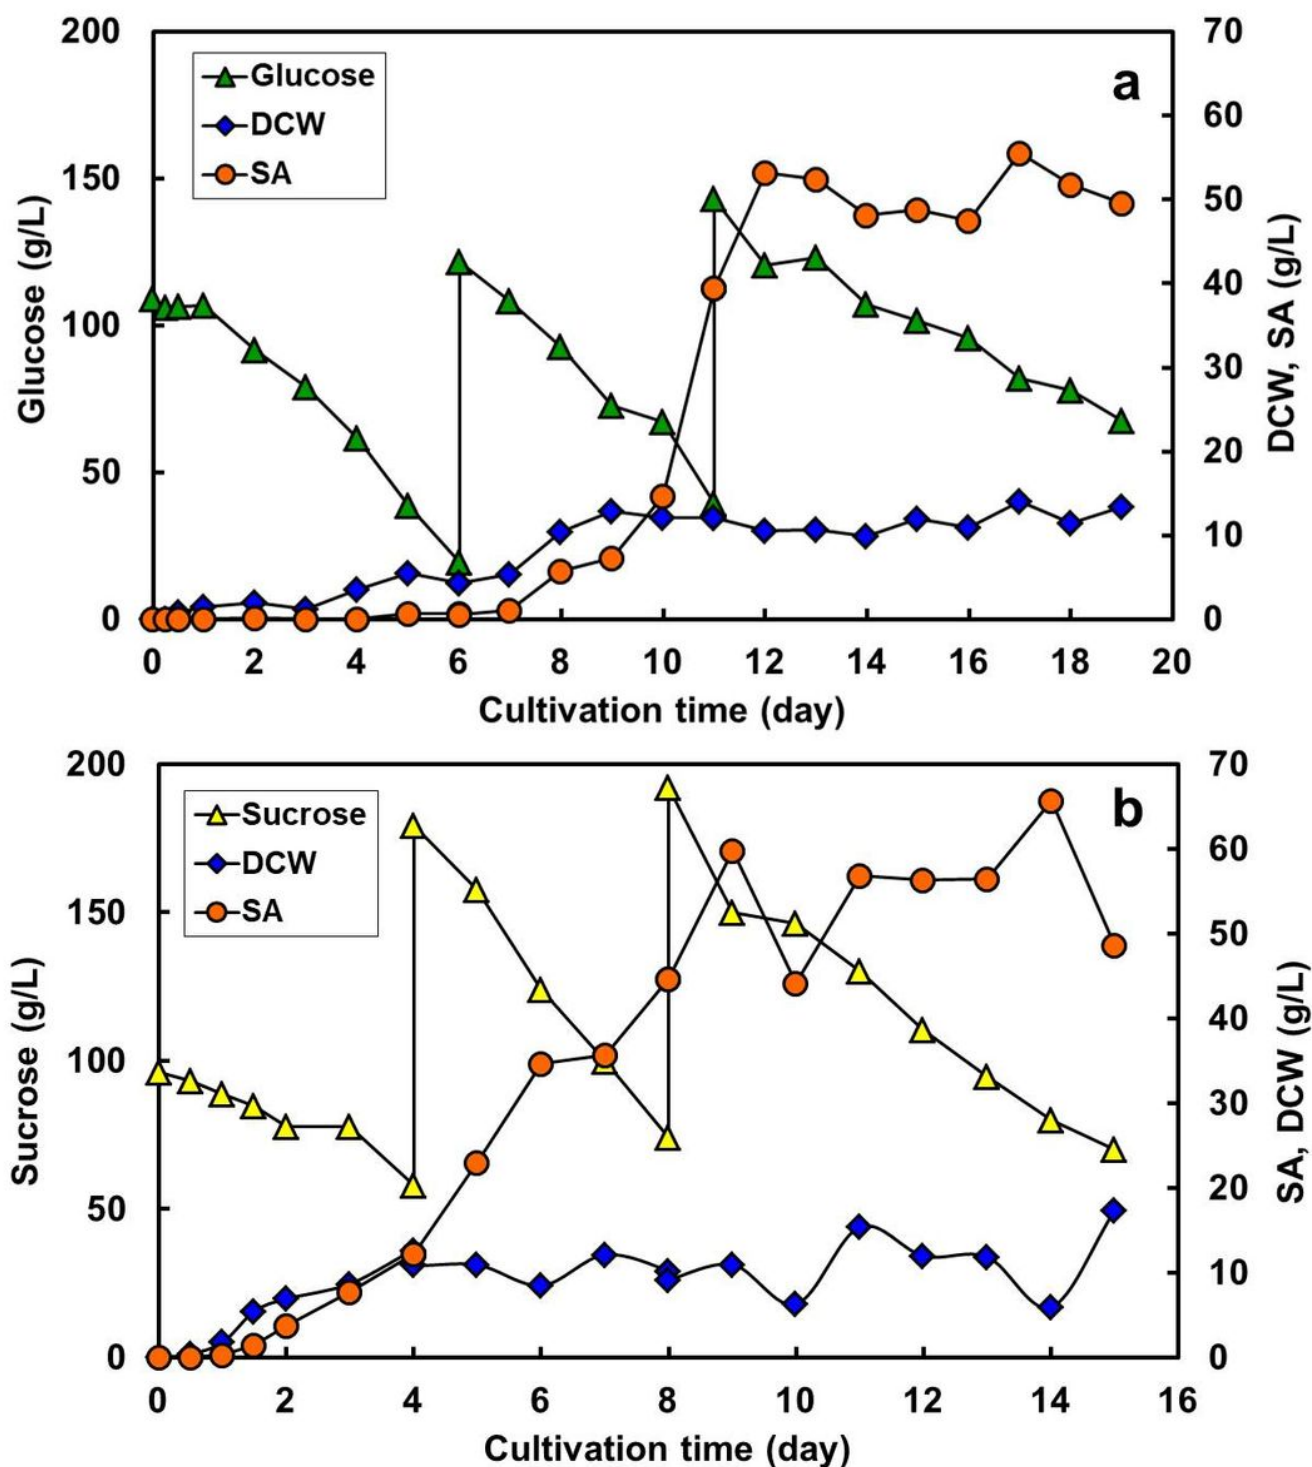 200
150
100
50
0
Glucose (g/L)
Glucose
DCW
SA
a
70
60
50
40
30
20
10
0
DCW, SA (g/L)
0 2 4 6 8 10 12 14 16 18 20
Cultivation time (day)
200
150
100
50
0
Sucrose (g/L)
Sucrose
DCW
SA
b
70
60
50
40
30
20
10
0
SA, DCW (g/L)
0 2 4 6 8 10 12 14 16
Cultivation time (day)